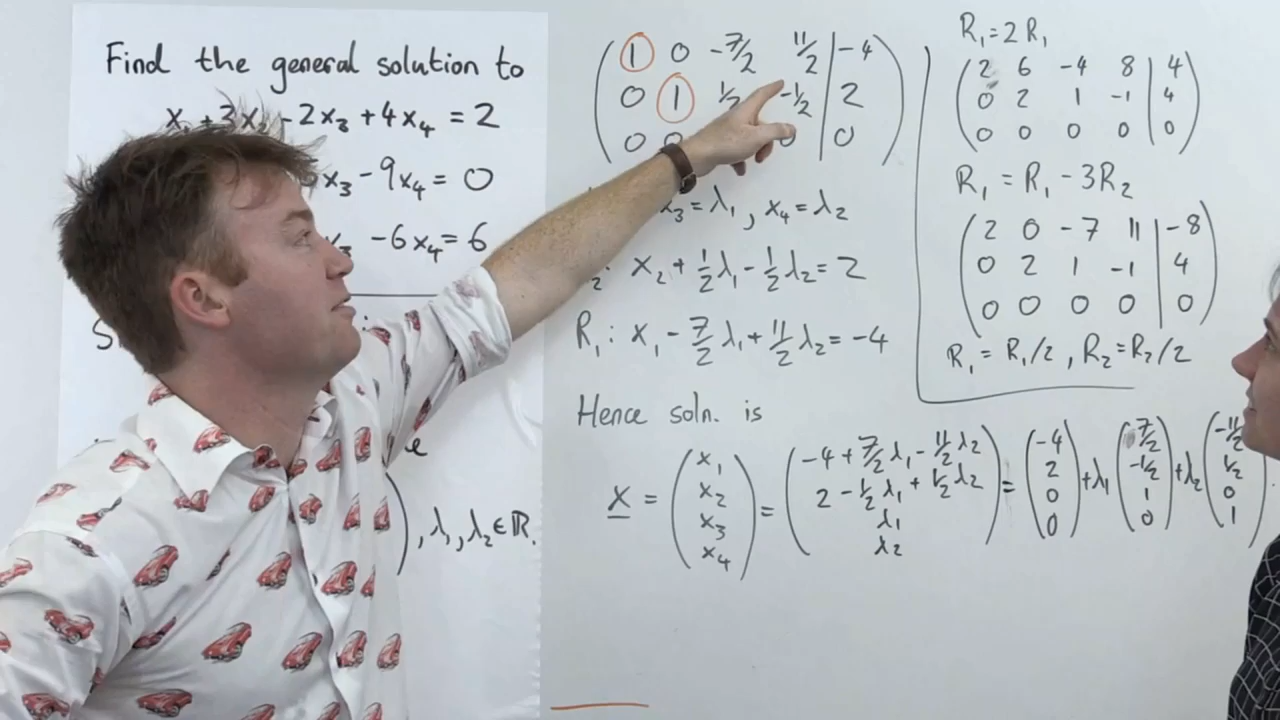 Find the general solution to
x₁ + 3x₂ - 2x₃ + 4x₄ = 2
x₃ - 9x₄ = 0
- 6x₄ = 6
S
), λ₁, λ₂ ∈ ℝ.
1 0 -7/2 11/2 | -4
0 1 1/2 -1/2 | 2
0 0 0 | 0
x₃ = λ₁, x₄ = λ₂
₂: x₂ + 1/2 λ₁ - 1/2 λ₂ = 2
R₁: x₁ - 7/2 λ₁ + 11/2 λ₂ = -4
Hence soln. is
x = (x₁ x₂ x₃ x₄) = (-4 + 7/2 λ₁ - 11/2 λ₂, 2 - 1/2 λ₁ + 1/2 λ₂, λ₁, λ₂) = (-4 2 0 0) + λ₁ (7/2 -1/2 1 0) + λ₂ (-11/2 1/2 0 1)
R₁ = 2R₁
2 6 -4 8 | 4
0 2 1 -1 | 4
0 0 0 0 | 0
R₁ = R₁ - 3R₂
2 0 -7 11 | -8
0 2 1 -1 | 4
0 0 0 0 | 0
R₁ = R₁/2, R₂ = R₂/2